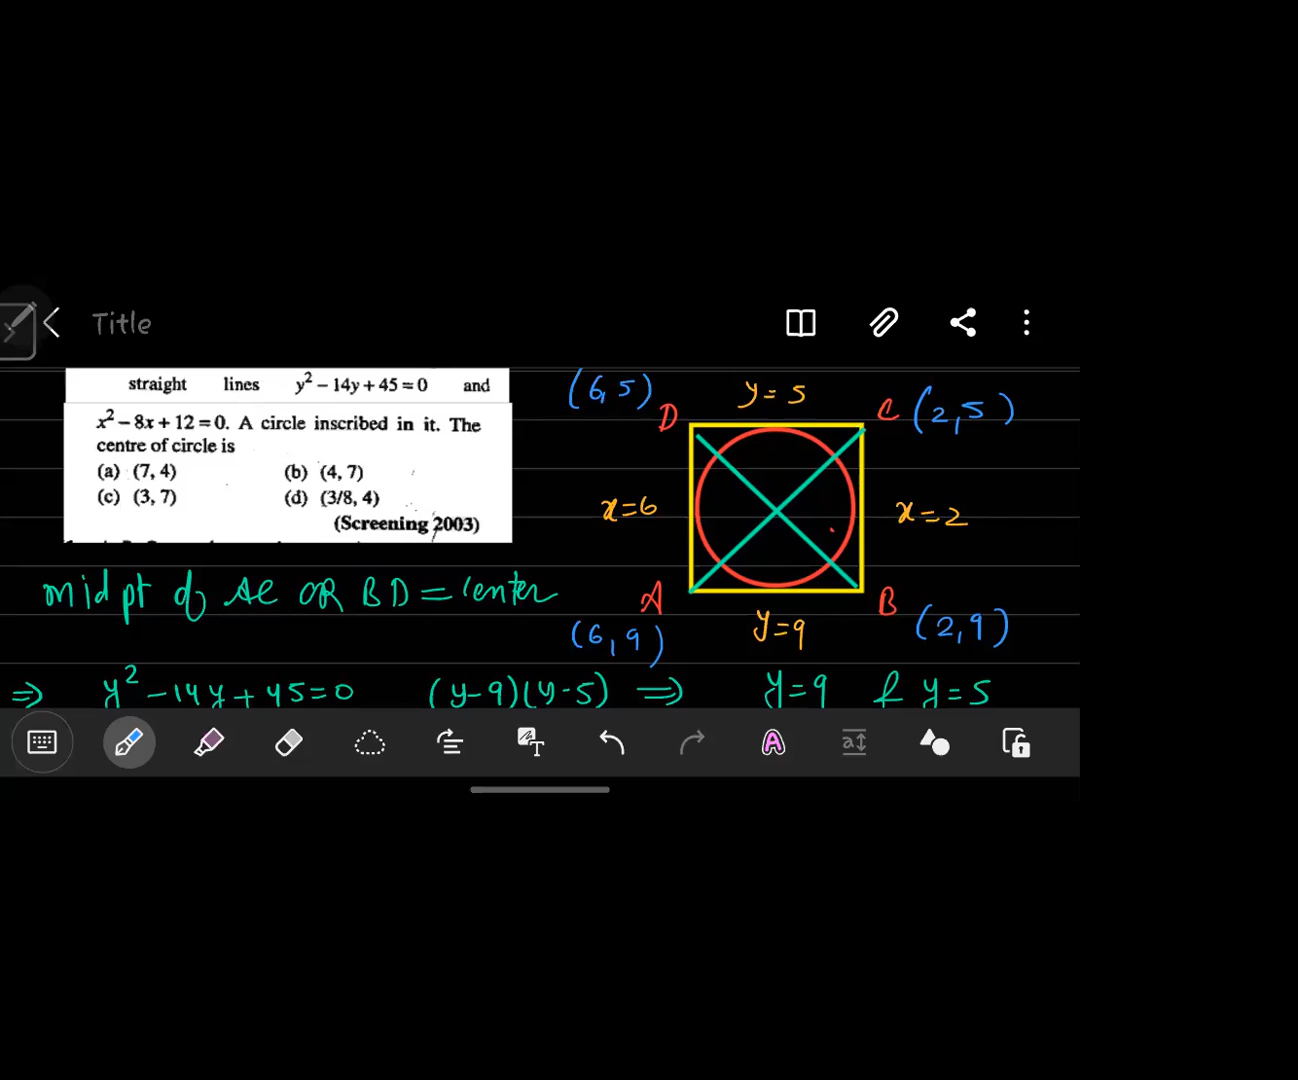 Title
straight lines y² – 14y + 45 = 0 and
x² – 8x + 12 = 0. A circle inscribed in it. The
centre of circle is
(a) (7, 4) (b) (4, 7)
(c) (3, 7) (d) (3/8, 4)
(Screening 2003)
(6,5) D y=5 C (2,5)
x=6 x=2
A B
(6,9) y=9 (2,9)
mid pt of AC OR BD = center
⇒ y²-14y+45=0 (y-9)(y-5) ⇒ y=9 & y=5
T A a